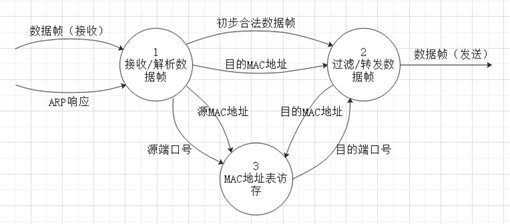 初步合法数据帧
数据帧（接收）
1
接收/解析数
据帧
目的MAC地址
2
过滤/转发数
据帧
数据帧（发送）
ARP响应
源MAC地址
目的MAC地址
源端口号
目的端口号
3
MAC地址表访
存